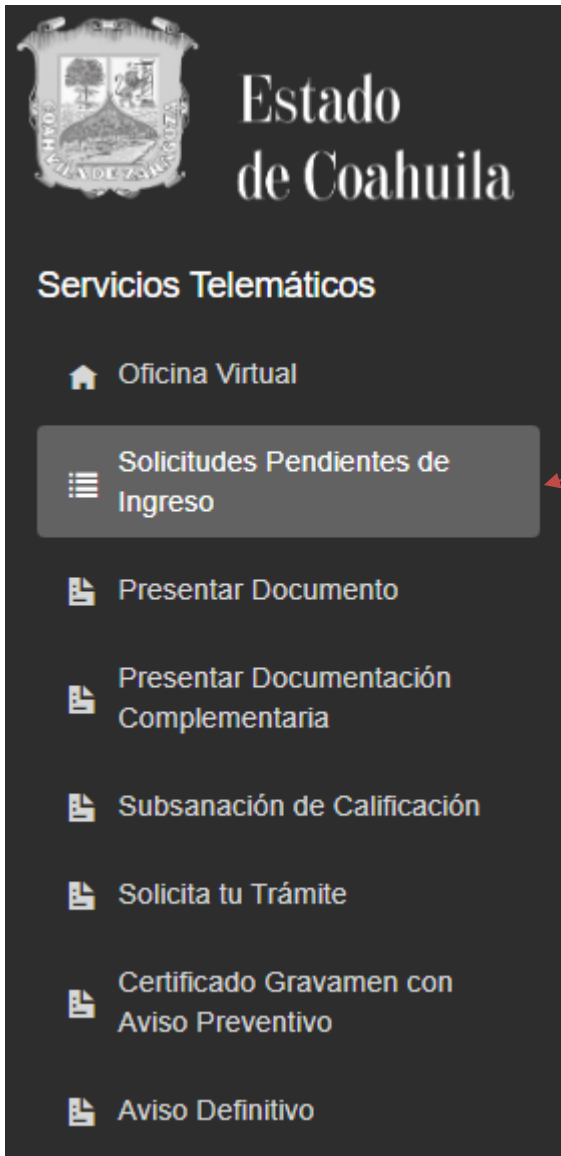 COAHUILA DE ZARAGOZA
Estado
de Coahuila
Servicios Telemáticos
Oficina Virtual
Solicitudes Pendientes de
Ingreso
Presentar Documento
Presentar Documentación
Complementaria
Subsanación de Calificación
Solicita tu Trámite
Certificado Gravamen con
Aviso Preventivo
Aviso Definitivo